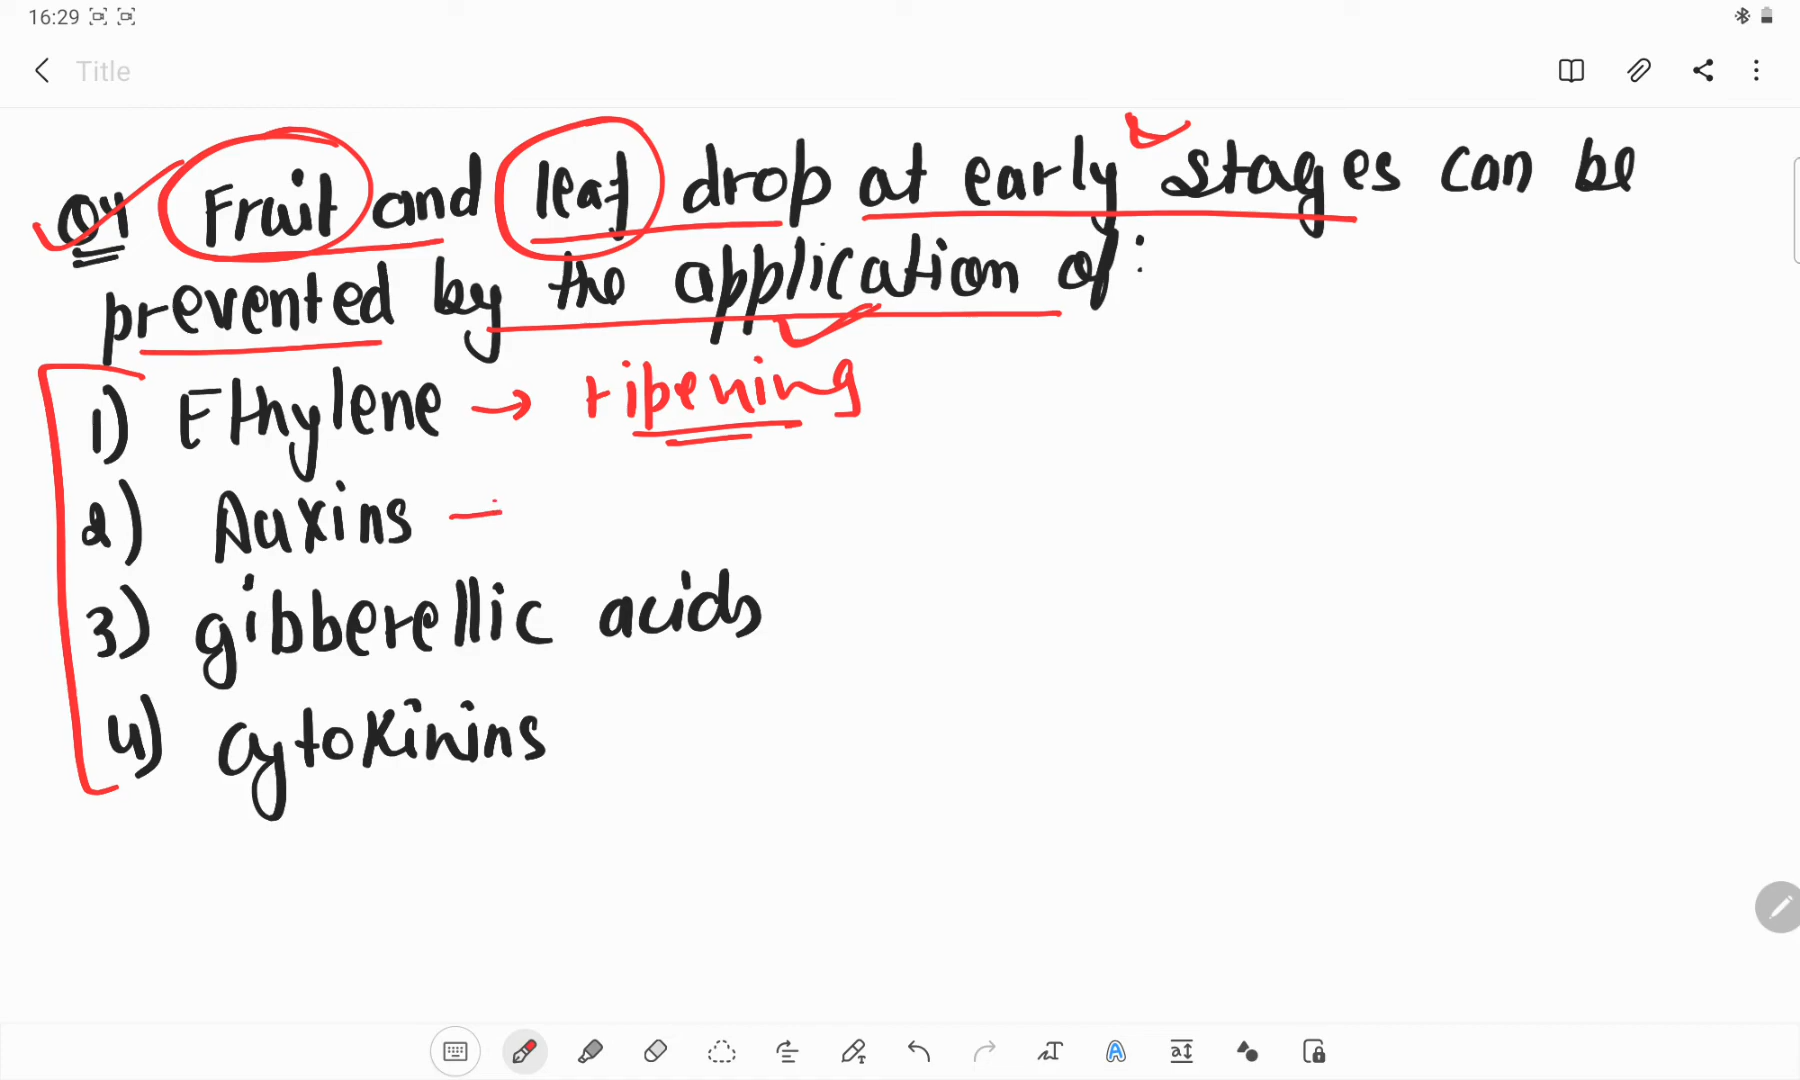 16:29
Title
Q4 Fruit and leaf drop at early stages can be
prevented by the application of:
1) Ethylene → ripening
2) Auxins —
3) gibberellic acids
4) cytokinins